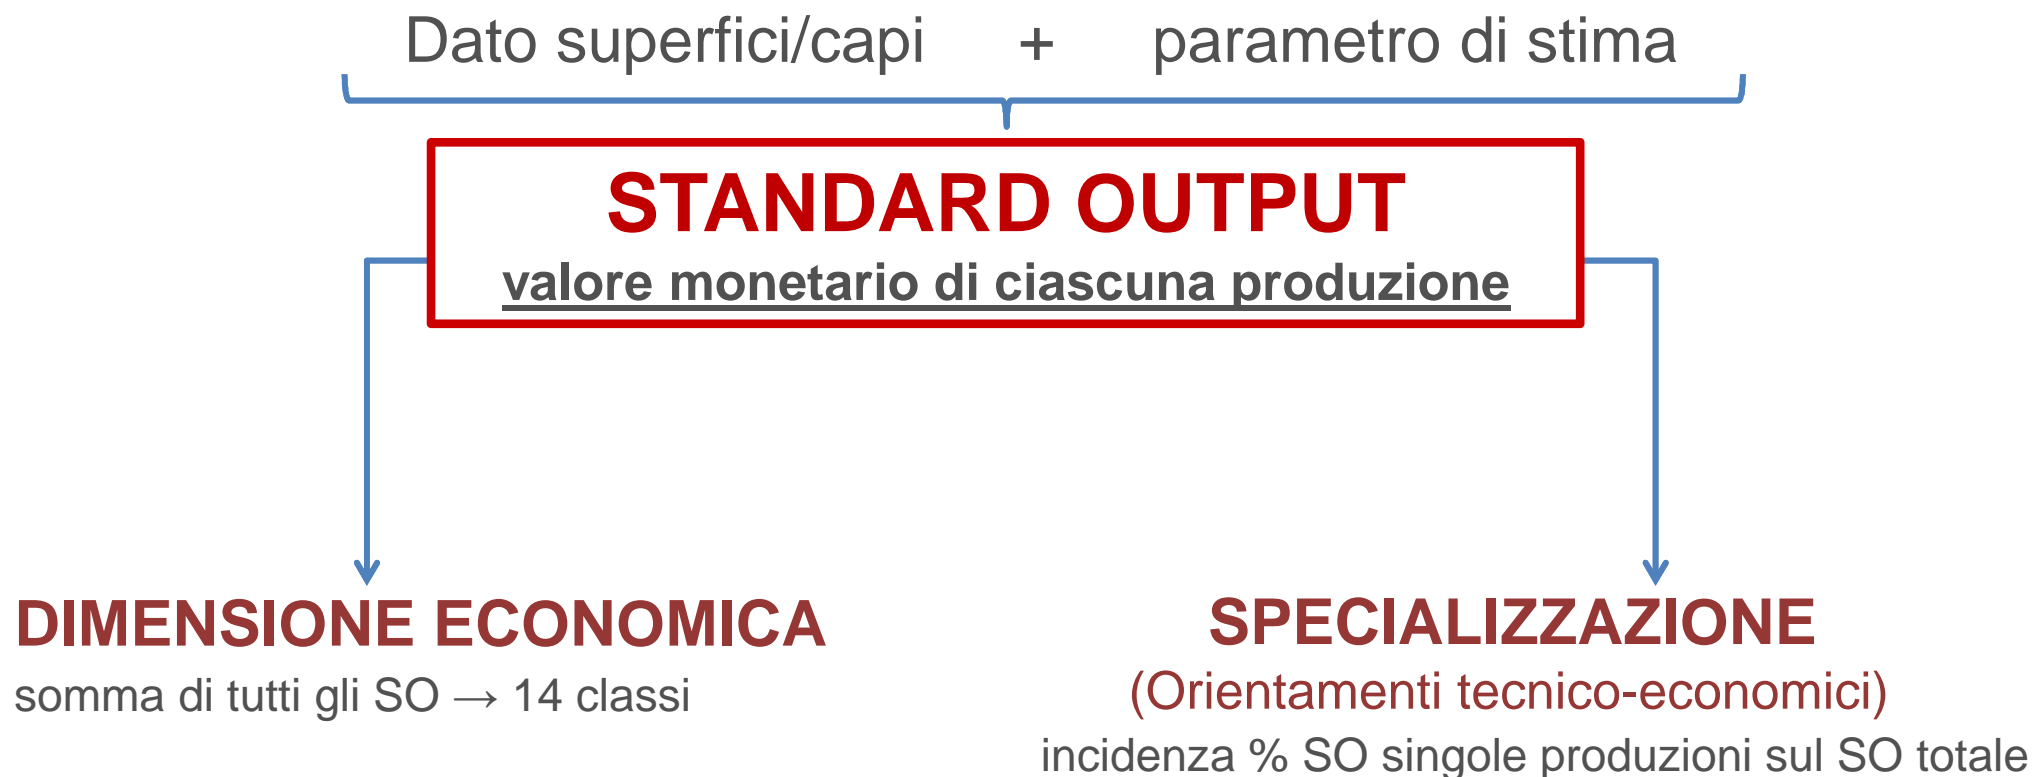 Dato superfici/capi + parametro di stima
STANDARD OUTPUT
valore monetario di ciascuna produzione
DIMENSIONE ECONOMICA
somma di tutti gli SO → 14 classi
SPECIALIZZAZIONE
(Orientamenti tecnico-economici)
incidenza % SO singole produzioni sul SO totale